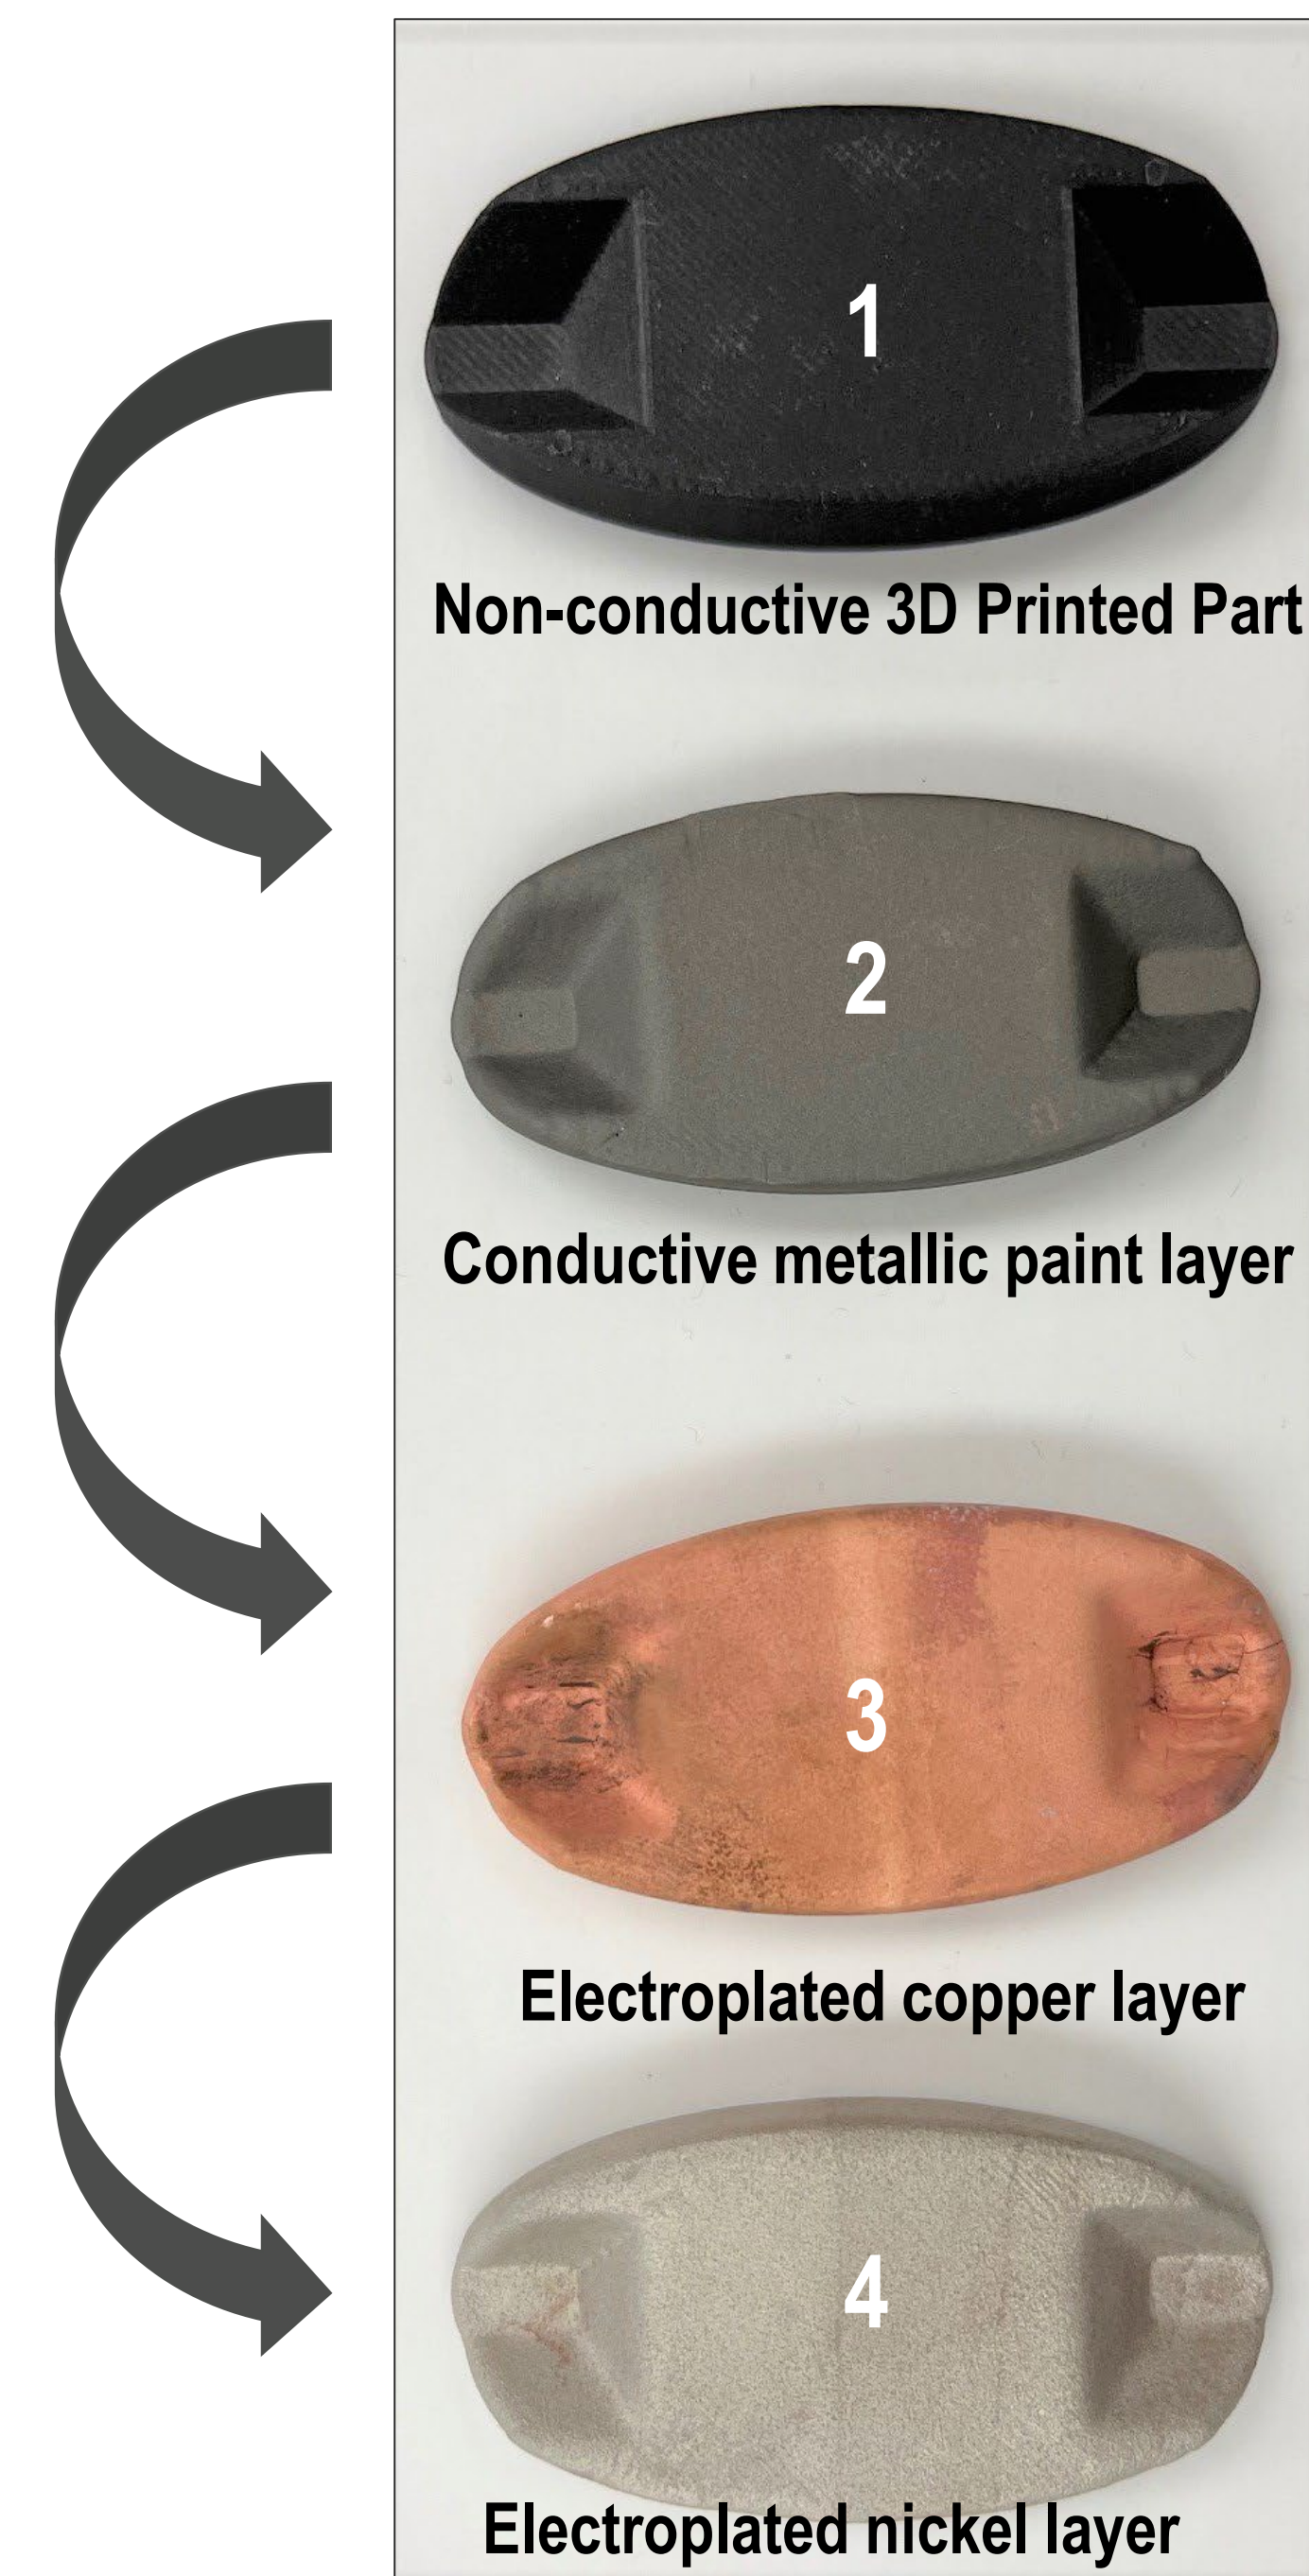 1
Non-conductive 3D Printed Part
2
Conductive metallic paint layer
3
Electroplated copper layer
4
Electroplated nickel layer